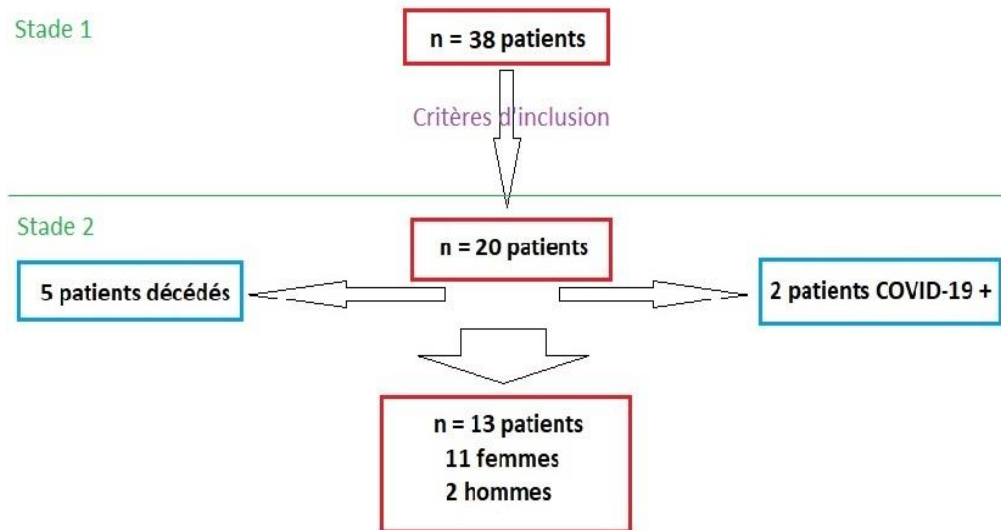 Stade 1
n = 38 patients
Critères d'inclusion
Stade 2
n = 20 patients
5 patients décédés
2 patients COVID-19 +
n = 13 patients
11 femmes
2 hommes